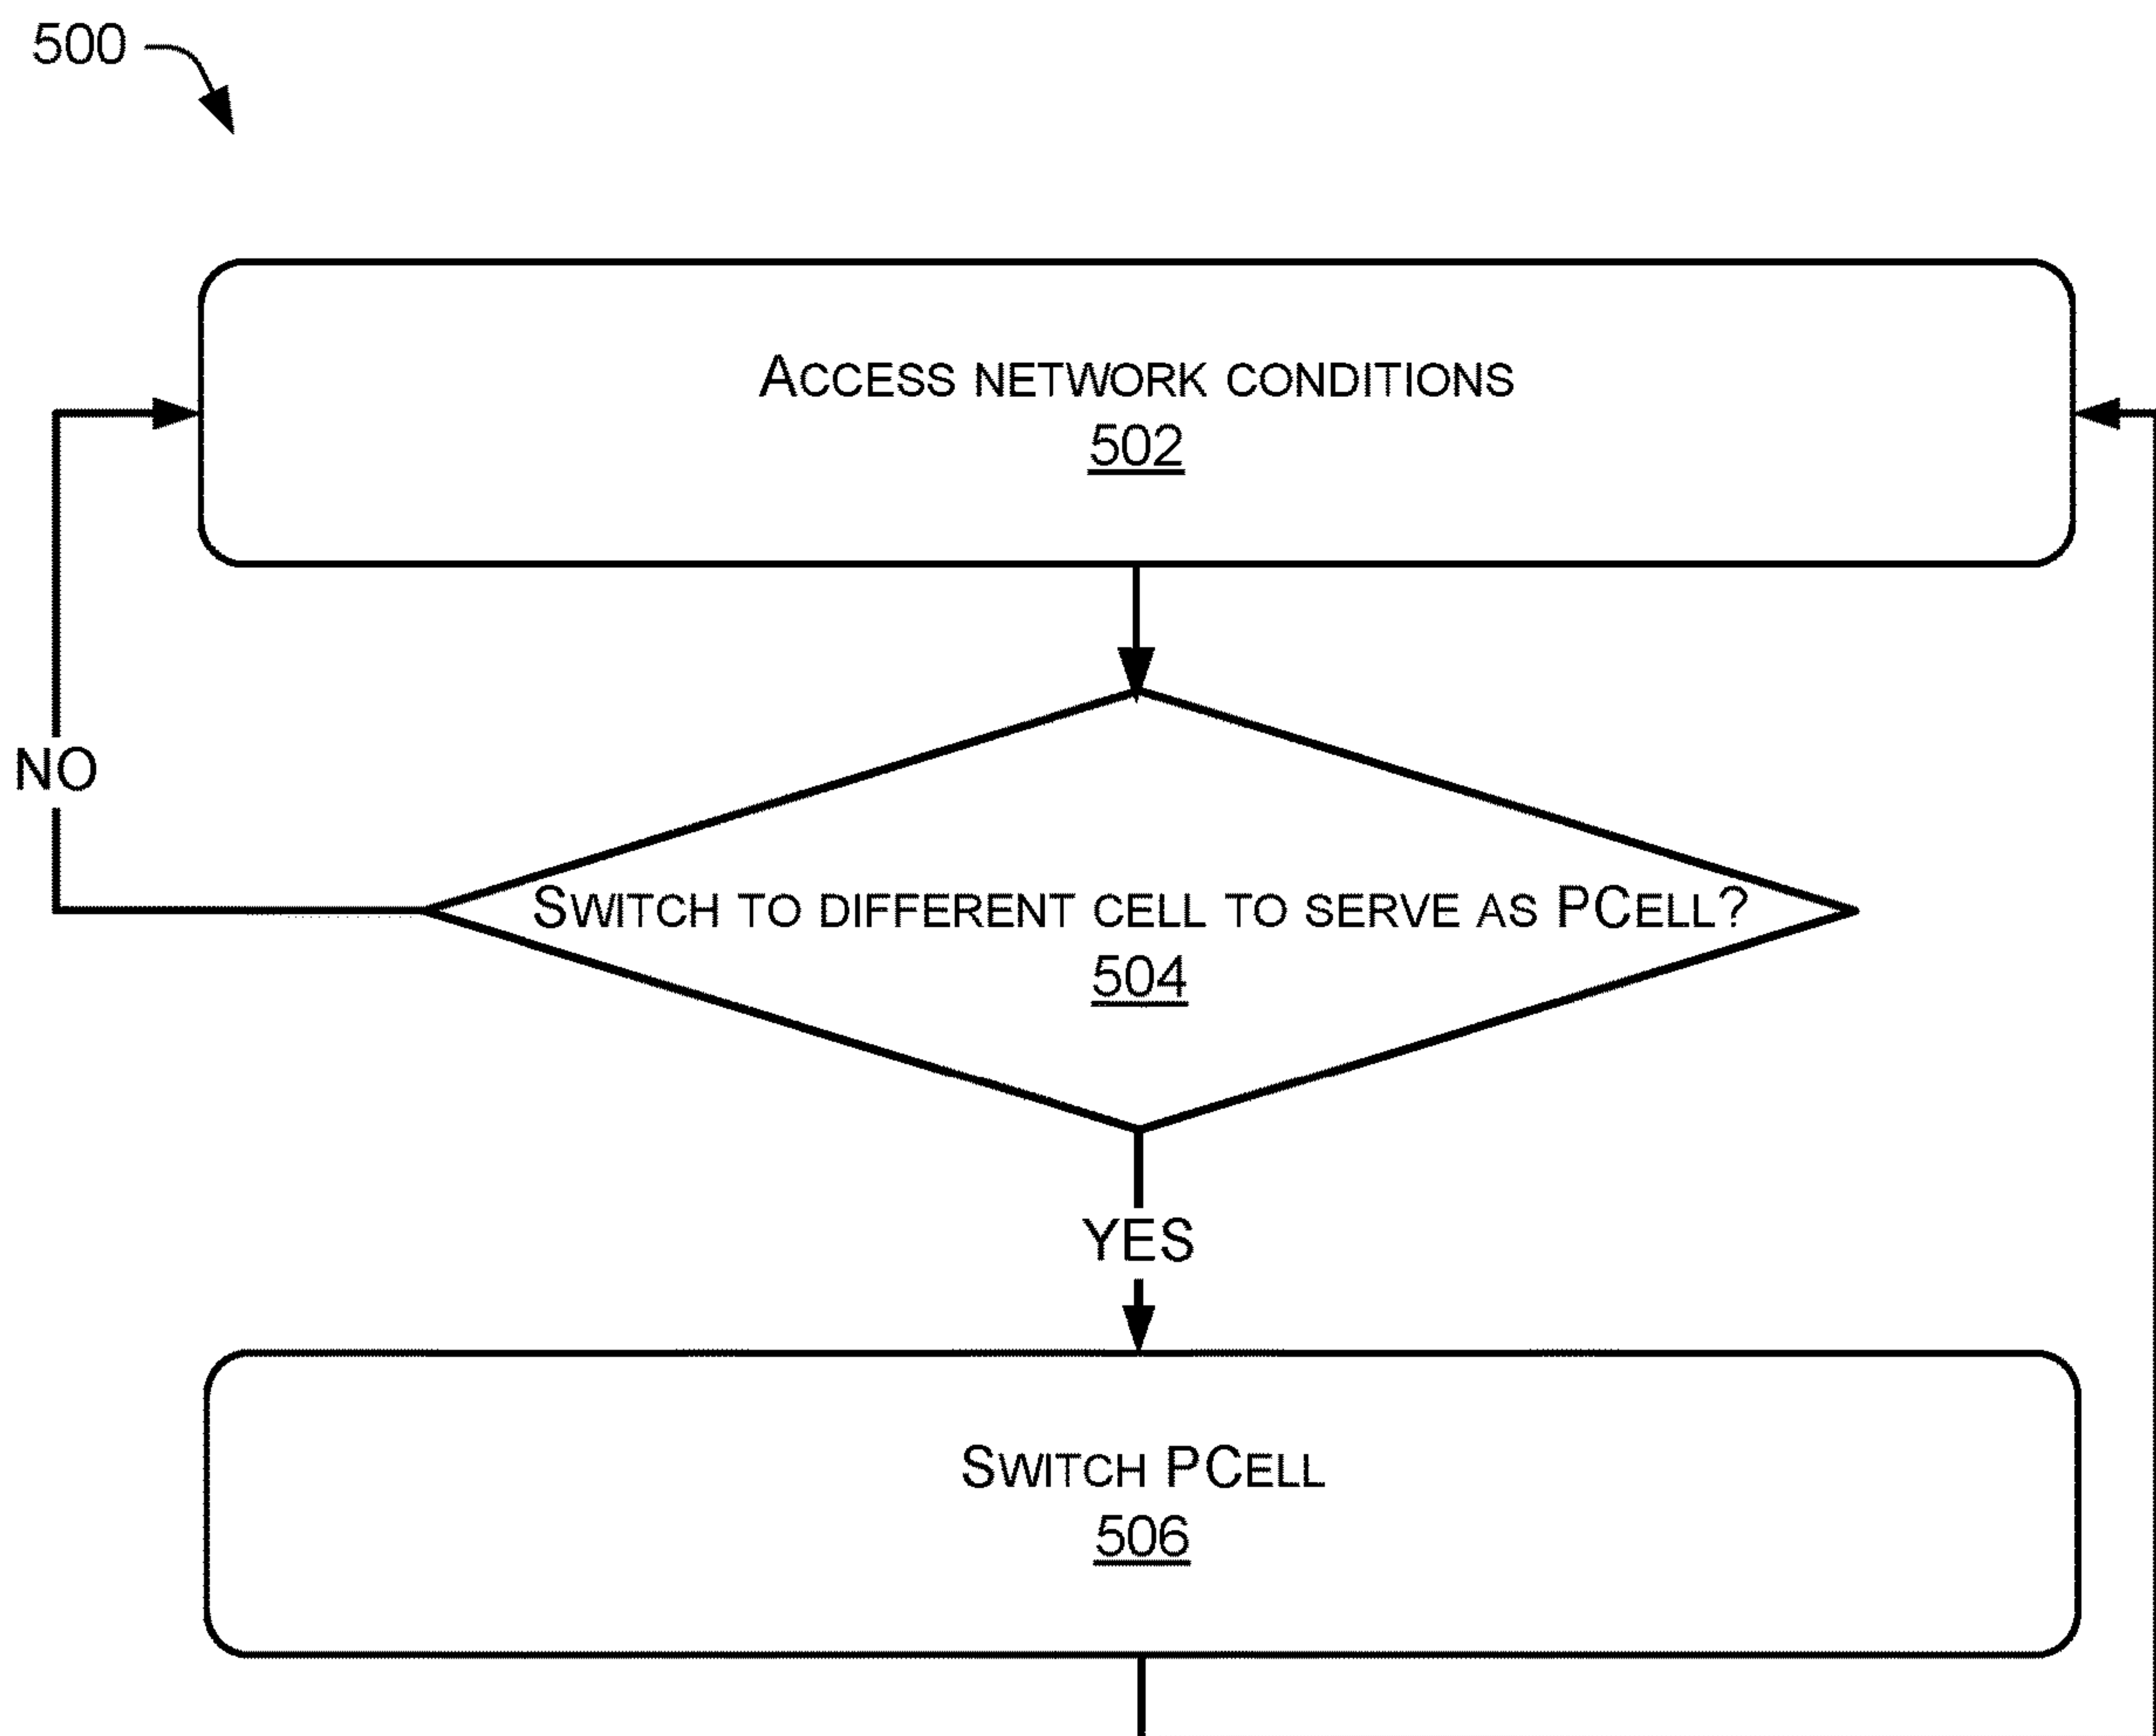 500
ACCESS NETWORK CONDITIONS
502
NO
SWITCH TO DIFFERENT CELL TO SERVE AS PCELL?
504
YES
SWITCH PCELL
506